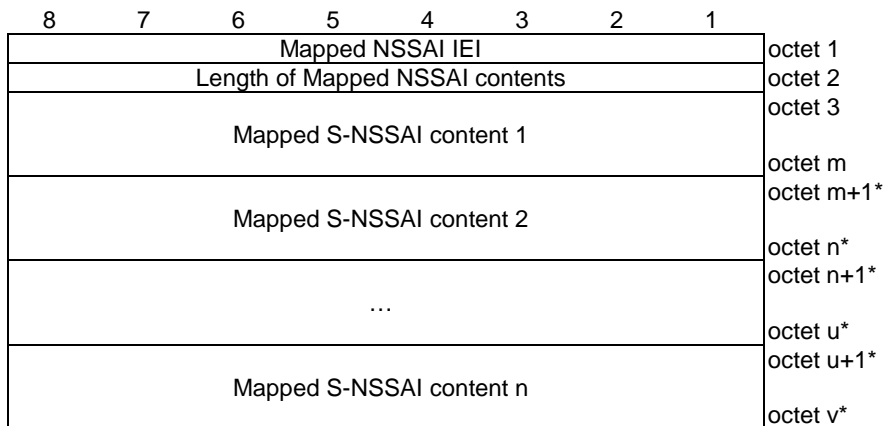 8 7 6 5 4 3 2 1
Mapped NSSAI IEI octet 1
Length of Mapped NSSAI contents octet 2
octet 3
Mapped S-NSSAI content 1
octet m
octet m+1*
Mapped S-NSSAI content 2
octet n*
octet n+1*
…
octet u*
octet u+1*
Mapped S-NSSAI content n
octet v*